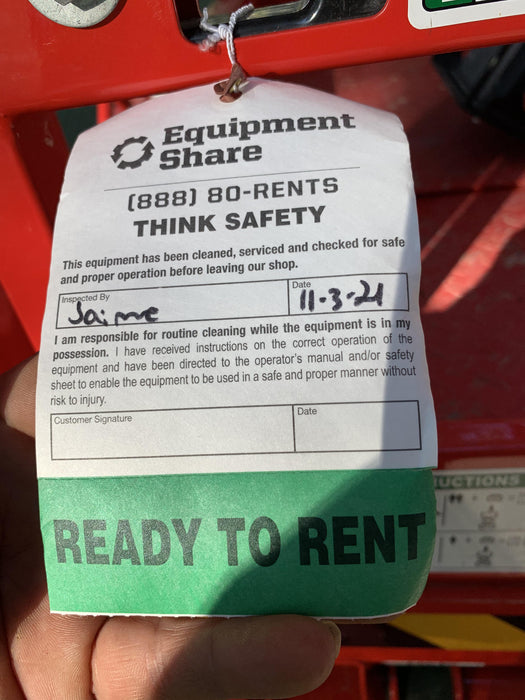 Equipment
Share
(888) 80-RENTS
THINK SAFETY
This equipment has been cleaned, serviced and checked for safe
and proper operation before leaving our shop.
Inspected By
Jaime
Date
11-3-21
I am responsible for routine cleaning while the equipment is in my
possession. I have received instructions on the correct operation of the
equipment and have been directed to the operator's manual and/or safety
sheet to enable the equipment to be used in a safe and proper manner without
risk to injury.
Customer Signature
Date
READY TO RENT
UCTIONS